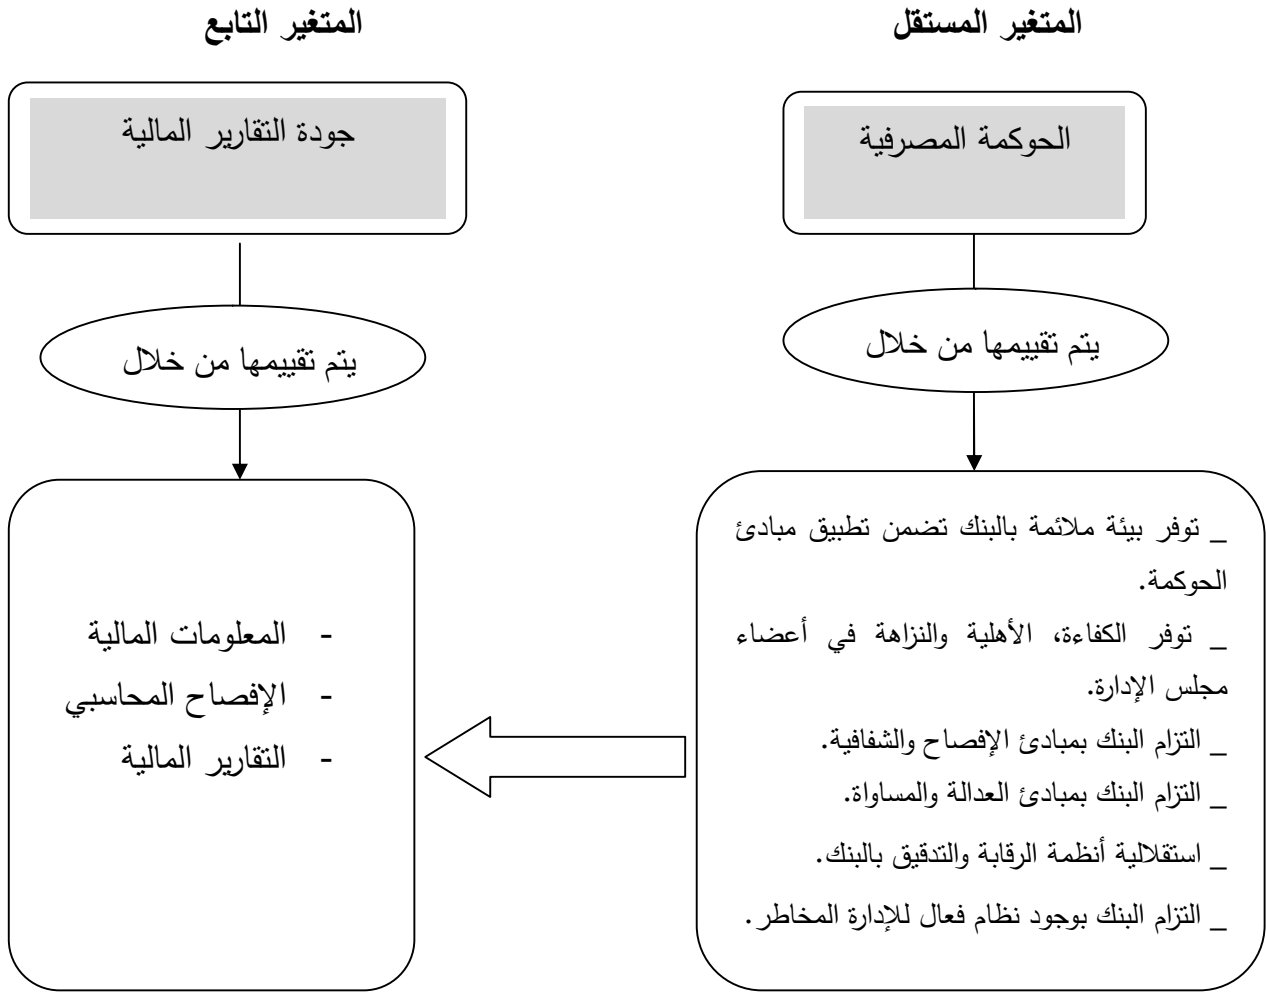 المتغير المستقل
المتغير التابع
الحوكمة المصرفية
جودة التقارير المالية
يتم تقييمها من خلال
يتم تقييمها من خلال
_ توفر بيئة ملائمة بالبنك تضمن تطبيق مبادئ
الحوكمة.
_ توفر الكفاءة، الأهلية والنزاهة في أعضاء
مجلس الإدارة.
_ التزام البنك بمبادئ الإفصاح والشفافية.
_ التزام البنك بمبادئ العدالة والمساواة.
_ استقلالية أنظمة الرقابة والتدقيق بالبنك.
_ التزام البنك بوجود نظام فعال للإدارة المخاطر.
- المعلومات المالية
- الإفصاح المحاسبي
- التقارير المالية